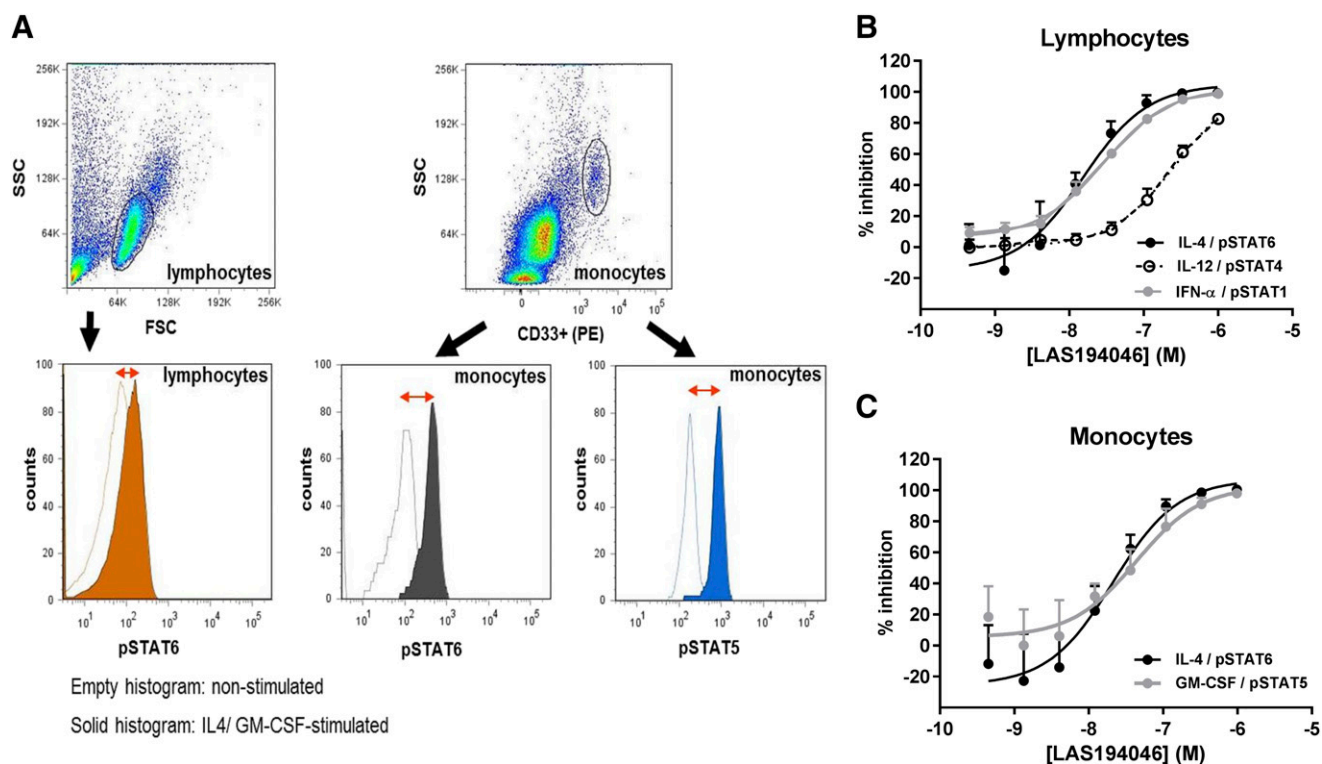 A
256K
192K
128K
64K
SSC
lymphocytes
64K
128K
192K
256K
FSC
256K
192K
128K
64K
SSC
monocytes
0
10³
10⁴
10⁵
CD33+ (PE)
100
80
60
40
20
0
counts
lymphocytes
10¹
10²
10³
10⁴
10⁵
pSTAT6
100
80
60
40
20
0
counts
monocytes
10¹
10²
10³
10⁴
10⁵
pSTAT6
100
80
60
40
20
0
counts
monocytes
10¹
10²
10³
10⁴
10⁵
pSTAT5
Empty histogram: non-stimulated
Solid histogram: IL4/ GM-CSF-stimulated
B
Lymphocytes
120
100
80
60
40
20
0
-20
% inhibition
IL-4 / pSTAT6
IL-12 / pSTAT4
IFN-α / pSTAT1
-10
-9
-8
-7
-6
-5
[LAS194046] (M)
C
Monocytes
120
100
80
60
40
20
0
-20
% inhibition
IL-4 / pSTAT6
GM-CSF / pSTAT5
-10
-9
-8
-7
-6
-5
[LAS194046] (M)